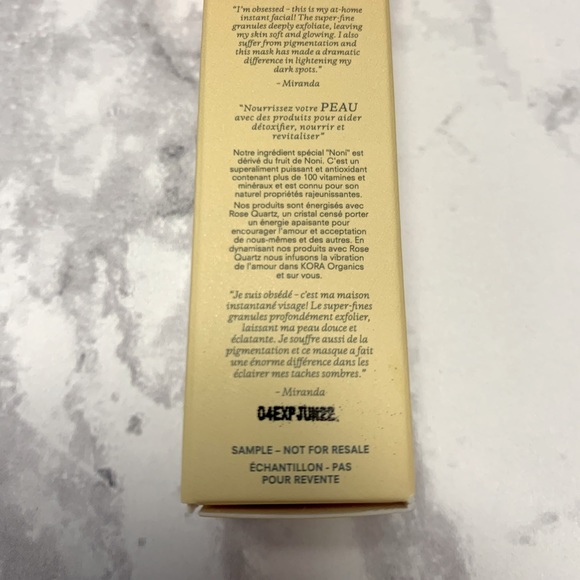 "I'm obsessed – this is my at-home
instant facial! The super-fine
granules deeply exfoliate, leaving
my skin soft and glowing. I also
suffer from pigmentation and
this mask has made a dramatic
difference in lightening my
dark spots."
- Miranda
"Nourrissez votre PEAU
avec des produits pour aider
détoxifier, nourrir et
revitaliser"
Notre ingrédient spécial "Noni" est
dérivé du fruit de Noni. C'est un
superaliment puissant et antioxidant
contenant plus de 100 vitamines et
minéraux et est connu pour son
naturel propriétés rajeunissantes.
Nos produits sont énergisés avec
Rose Quartz, un cristal censé porter
un énergie apaisante pour
encourager l'amour et acceptation
de nous-mêmes et des autres. En
dynamisant nos produits avec Rose
Quartz nous infusons la vibration
de l'amour dans KORA Organics
et sur vous.
"Je suis obsédé - c'est ma maison
instantané visage! Le super-fines
granules profondément exfolier,
laissant ma peau douce et
éclatante. Je souffre aussi de la
pigmentation et ce masque a fait
une énorme différence dans les
éclairer mes taches sombres."
- Miranda
04EXP JUN22
SAMPLE – NOT FOR RESALE
ÉCHANTILLON - PAS
POUR REVENTE